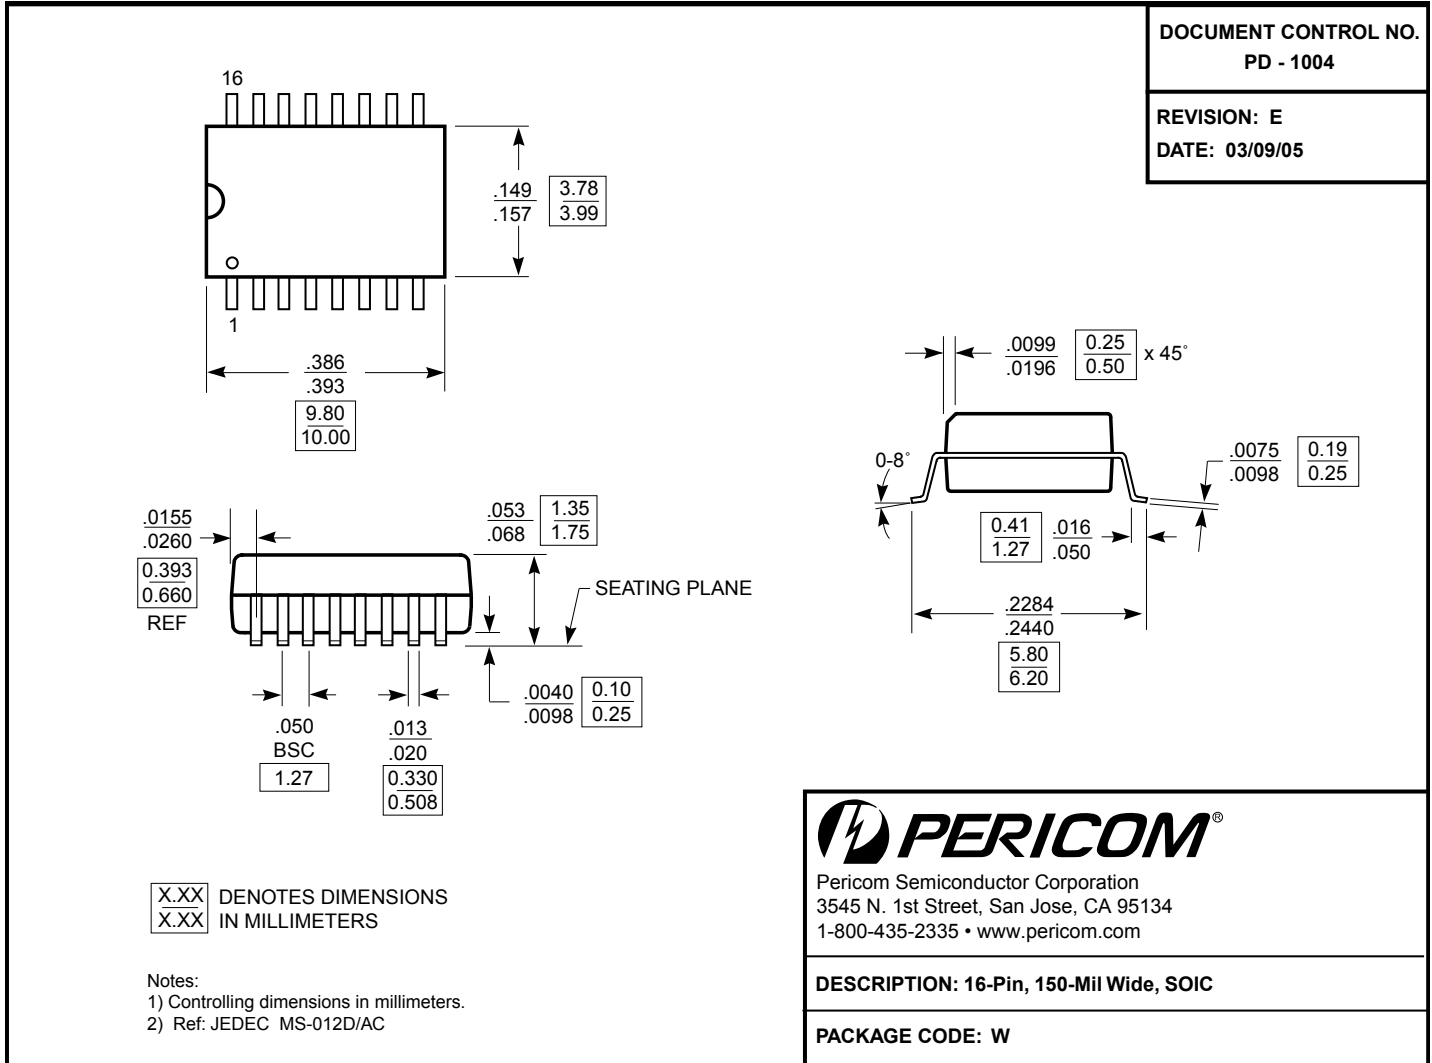 DOCUMENT CONTROL NO.
PD - 1004
REVISION: E
DATE: 03/09/05
16
.149
.157
3.78
3.99
1
.386
.393
9.80
10.00
.0099
.0196
0.25
0.50
x 45°
0-8°
.0075
.0098
0.19
0.25
0.41
1.27
.016
.050
.2284
.2440
5.80
6.20
.0155
.0260
0.393
0.660
REF
.053
.068
1.35
1.75
SEATING PLANE
.0040
.0098
0.10
0.25
.050
BSC
1.27
.013
.020
0.330
0.508
X.XX
X.XX
DENOTES DIMENSIONS
IN MILLIMETERS
Notes:
1) Controlling dimensions in millimeters.
2) Ref: JEDEC MS-012D/AC
PERICOM®
Pericom Semiconductor Corporation
3545 N. 1st Street, San Jose, CA 95134
1-800-435-2335 • www.pericom.com
DESCRIPTION: 16-Pin, 150-Mil Wide, SOIC
PACKAGE CODE: W